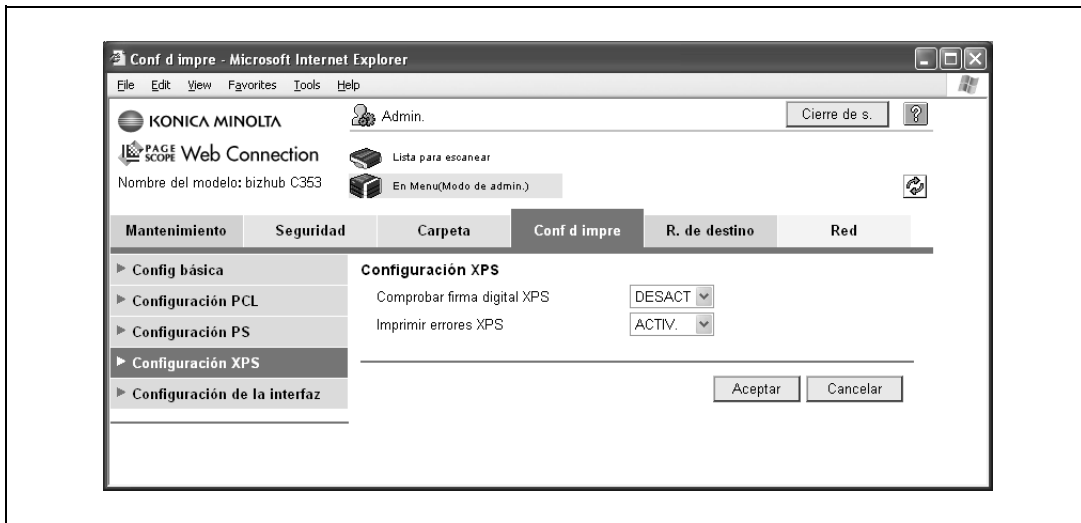 Conf d impre - Microsoft Internet Explorer
File Edit View Favorites Tools Help
KONICA MINOLTA
Admin.
Cierre de s.
?
PAGE SCOPE Web Connection
Lista para escanear
Nombre del modelo: bizhub C353
En Menu(Modo de admin.)
Mantenimiento Seguridad Carpeta Conf d impre R. de destino Red
Config básica
Configuración PCL
Configuración PS
Configuración XPS
Configuración de la interfaz
Configuración XPS
Comprobar firma digital XPS DESACT
Imprimir errores XPS ACTIV.
Aceptar Cancelar